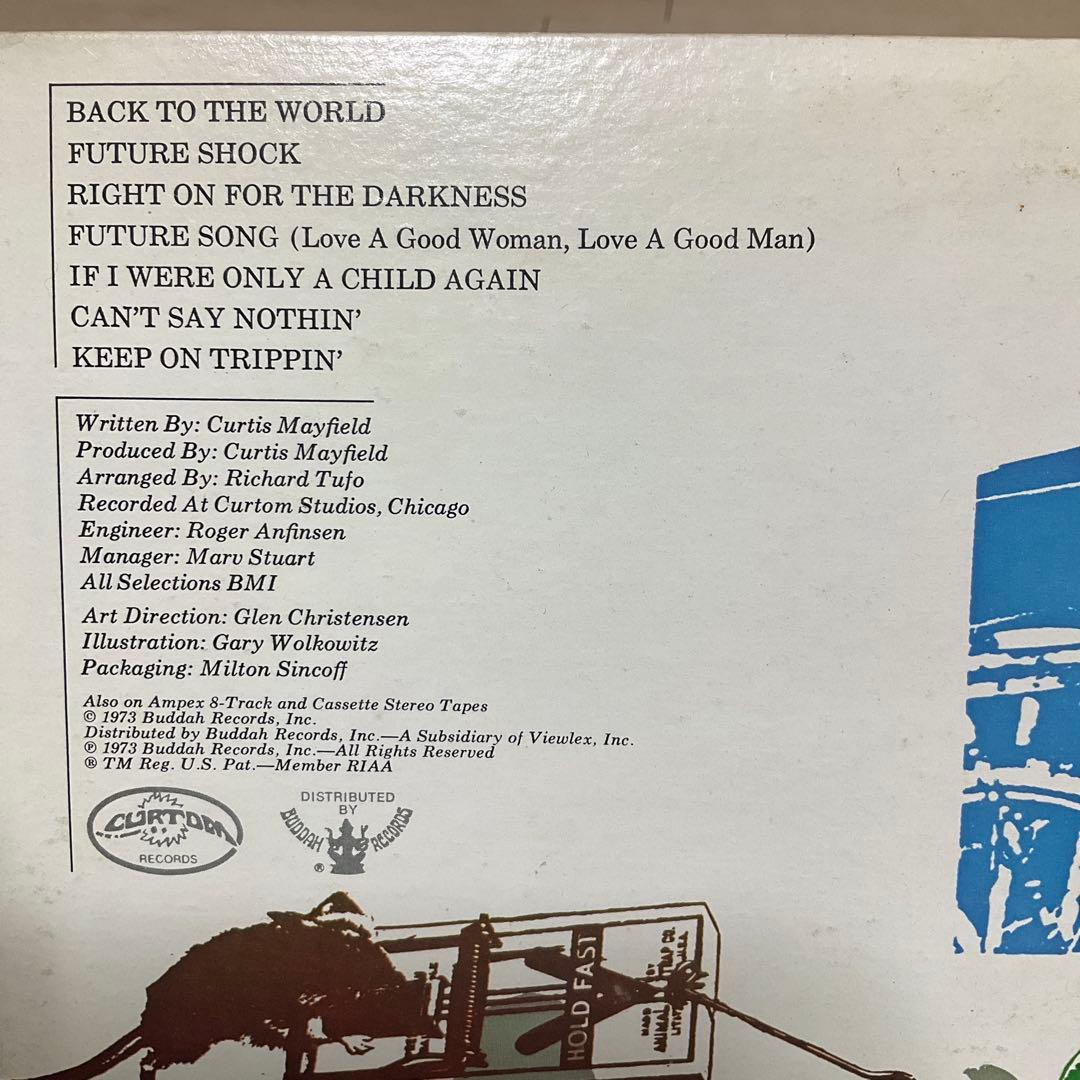 BACK TO THE WORLD
FUTURE SHOCK
RIGHT ON FOR THE DARKNESS
FUTURE SONG (Love A Good Woman, Love A Good Man)
IF I WERE ONLY A CHILD AGAIN
CAN'T SAY NOTHIN'
KEEP ON TRIPPIN'
Written By: Curtis Mayfield
Produced By: Curtis Mayfield
Arranged By: Richard Tufo
Recorded At Curtom Studios, Chicago
Engineer: Roger Anfinsen
Manager: Marv Stuart
All Selections BMI
Art Direction: Glen Christensen
Illustration: Gary Wolkowitz
Packaging: Milton Sincoff
Also on Ampex 8-Track and Cassette Stereo Tapes
© 1973 Buddah Records, Inc.
Distributed by Buddah Records, Inc.—A Subsidiary of Viewlex, Inc.
℗ 1973 Buddah Records, Inc.—All Rights Reserved
® TM Reg. U.S. Pat.—Member RIAA
CURTOM
RECORDS
DISTRIBUTED
BY
BUDDAH RECORDS
®
HOLD FAST
MADE BY
ANIMAL TRAP CO.